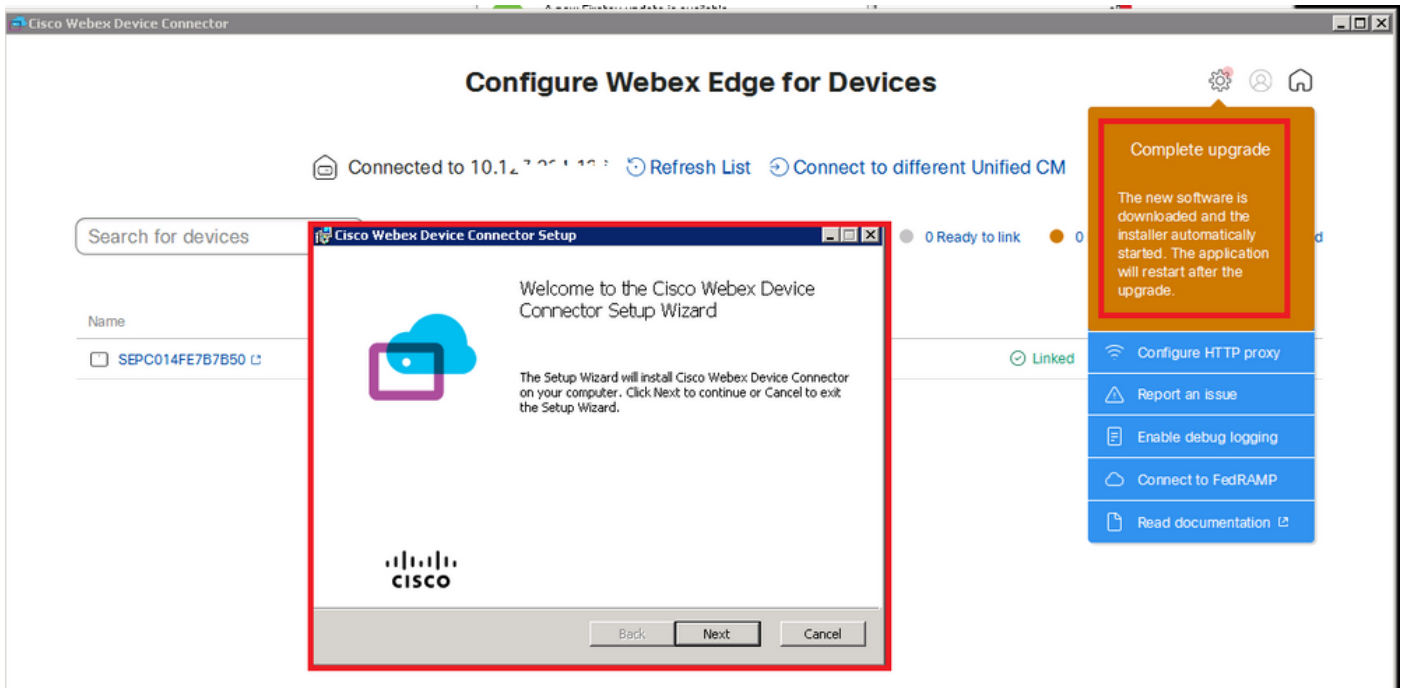 A new Firefox update is available
Cisco Webex Device Connector
Configure Webex Edge for Devices
Connected to Refresh List Connect to different Unified CM
Complete upgrade
The new software is
downloaded and the
installer automatically
started. The application
will restart after the
upgrade.
Search for devices
0 Ready to link 0
Cisco Webex Device Connector Setup
Welcome to the Cisco Webex Device
Connector Setup Wizard
The Setup Wizard will install Cisco Webex Device Connector
on your computer. Click Next to continue or Cancel to exit
the Setup Wizard.
Name
SEPC014FE7B7B50
Linked
Configure HTTP proxy
Report an issue
Enable debug logging
Connect to FedRAMP
Read documentation
CISCO
Back Next Cancel